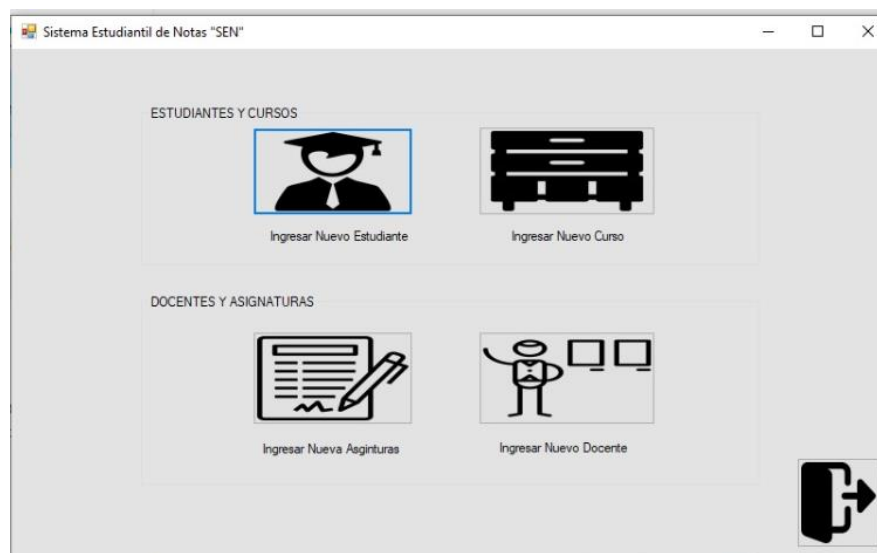 Sistema Estudiantil de Notas "SEN"
ESTUDIANTES Y CURSOS
Ingresar Nuevo Estudiante
Ingresar Nuevo Curso
DOCENTES Y ASIGNATURAS
Ingresar Nueva Asginturas
Ingresar Nuevo Docente